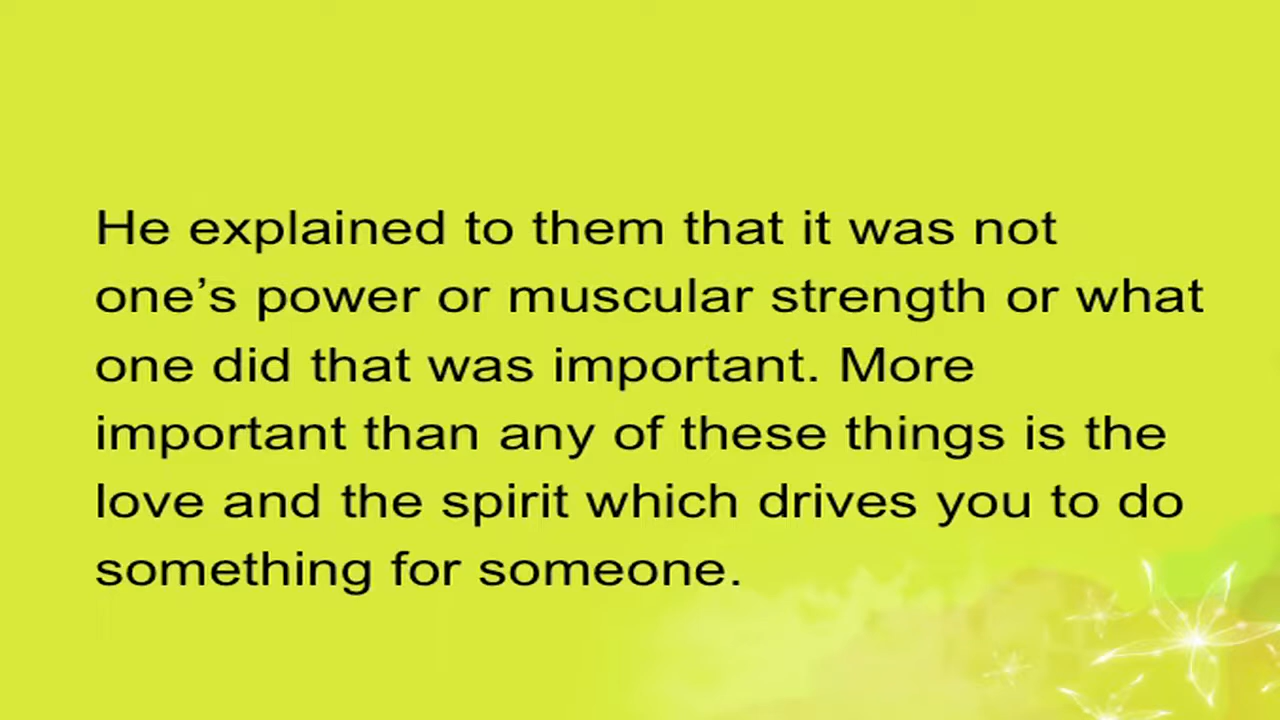 He explained to them that it was not
one’s power or muscular strength or what
one did that was important. More
important than any of these things is the
love and the spirit which drives you to do
something for someone.